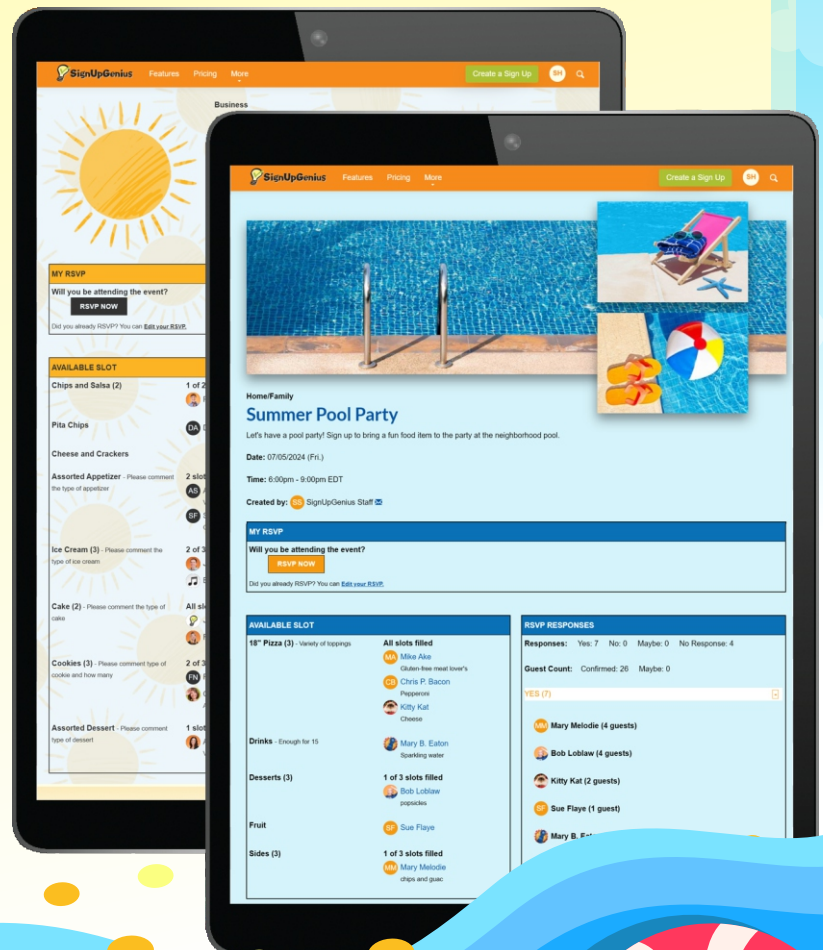 SignUpGenius Features Pricing More Create a Sign Up SH
Business
MY RSVP
Will you be attending the event?
RSVP NOW
Did you already RSVP? You can Edit your RSVP.
AVAILABLE SLOT
Chips and Salsa (2) 1 of 2
Pita Chips DA
Cheese and Crackers
Assorted Appetizer - Please comment 2 slot
the type of appetizer AS
SF
Ice Cream (3) - Please comment the 2 of 3
type of ice cream
Cake (2) - Please comment the type of All sl
cake
Cookies (3) - Please comment type of 2 of 3
cookie and how many FN
Assorted Dessert - Please comment 1 slot
type of dessert
SignUpGenius Features Pricing More Create a Sign Up SH
Home/Family
Summer Pool Party
Let's have a pool party! Sign up to bring a fun food item to the party at the neighborhood pool.
Date: 07/05/2024 (Fri.)
Time: 6:00pm - 9:00pm EDT
Created by: SS SignUpGenius Staff
MY RSVP
Will you be attending the event?
RSVP NOW
Did you already RSVP? You can Edit your RSVP.
AVAILABLE SLOT
18" Pizza (3) - Variety of toppings All slots filled
MA Mike Ake
Gluten-free meat lover's
CB Chris P. Bacon
Pepperoni
Kitty Kat
Cheese
Drinks - Enough for 15 Mary B. Eaton
Sparkling water
Desserts (3) 1 of 3 slots filled
Bob Loblaw
popsicles
Fruit SF Sue Flaye
Sides (3) 1 of 3 slots filled
MM Mary Melodie
chips and guac
RSVP RESPONSES
Responses: Yes: 7 No: 0 Maybe: 0 No Response: 4
Guest Count: Confirmed: 26 Maybe: 0
YES (7)
MM Mary Melodie (4 guests)
Bob Loblaw (4 guests)
Kitty Kat (2 guests)
SF Sue Flaye (1 guest)
Mary B.